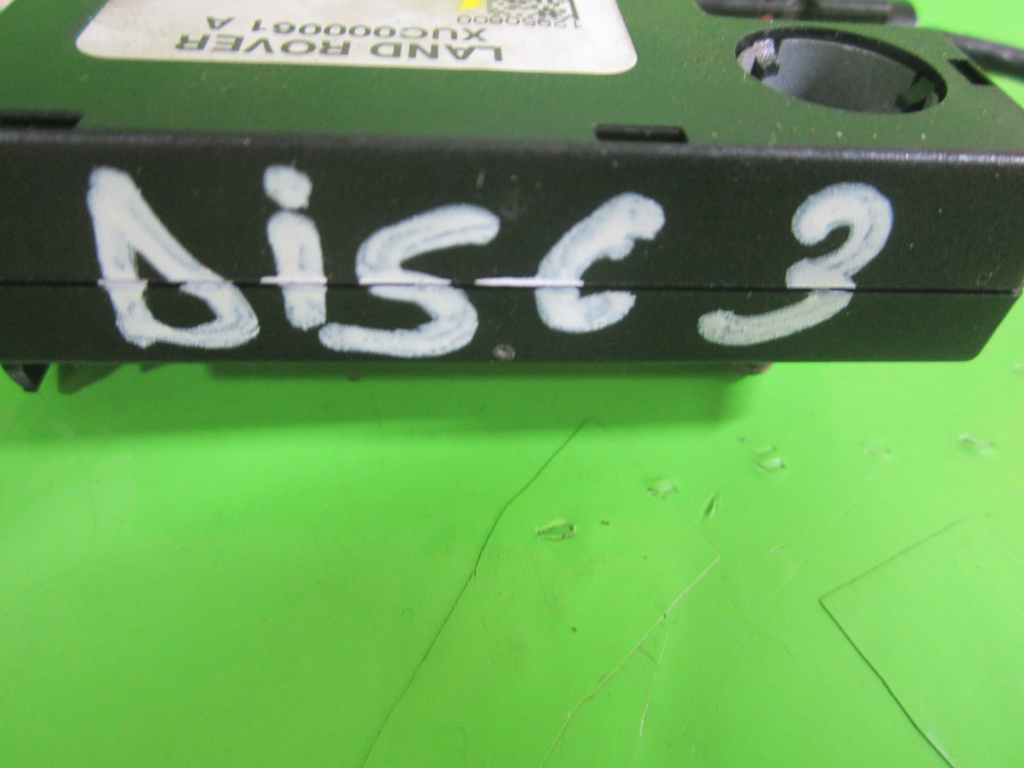 LAND ROVER
XUC000061 A
DiSC 3